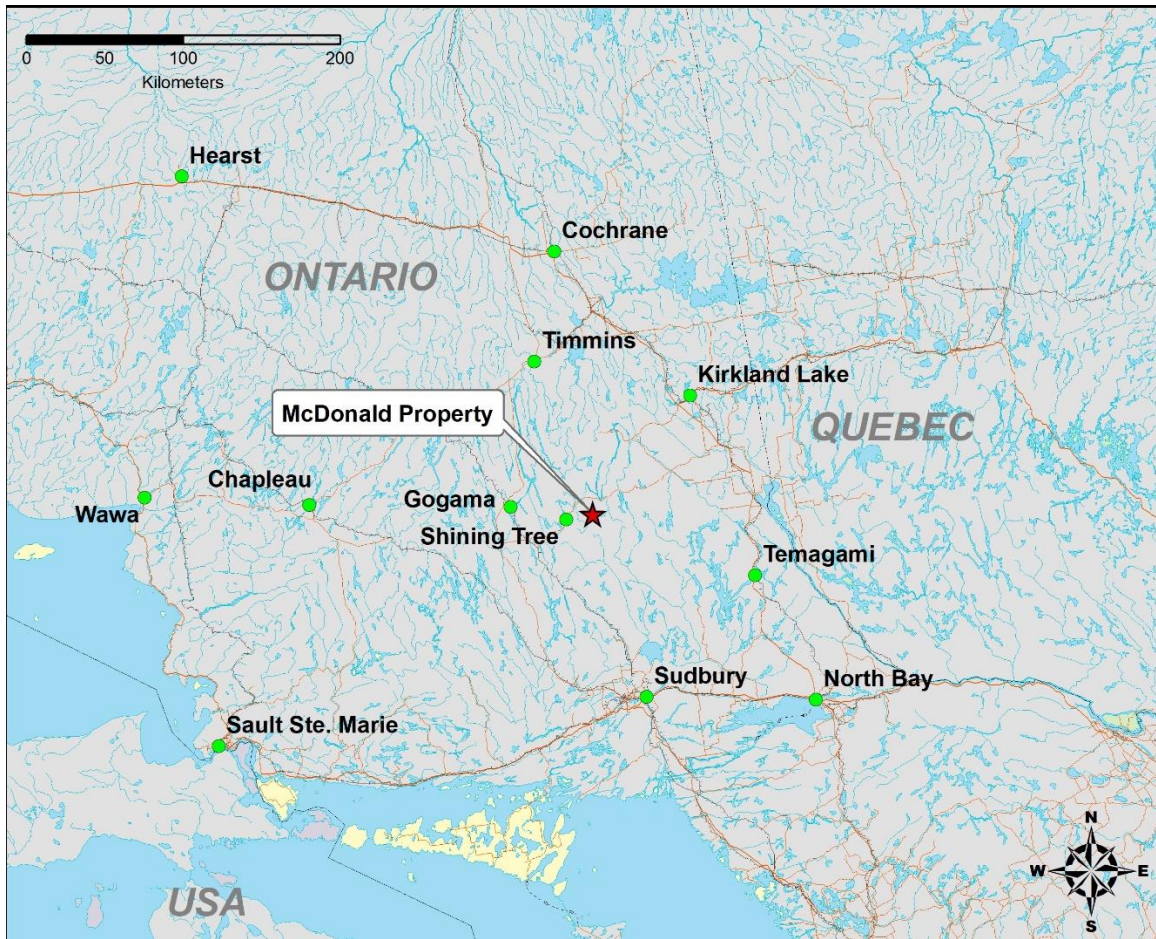 0 50 100 200
Kilometers
Hearst
Cochrane
ONTARIO
Timmins
Kirkland Lake
McDonald Property
QUEBEC
Chapleau
Gogama
Wawa
Shining Tree
Temagami
Sudbury
North Bay
Sault Ste. Marie
N
W E
S
USA